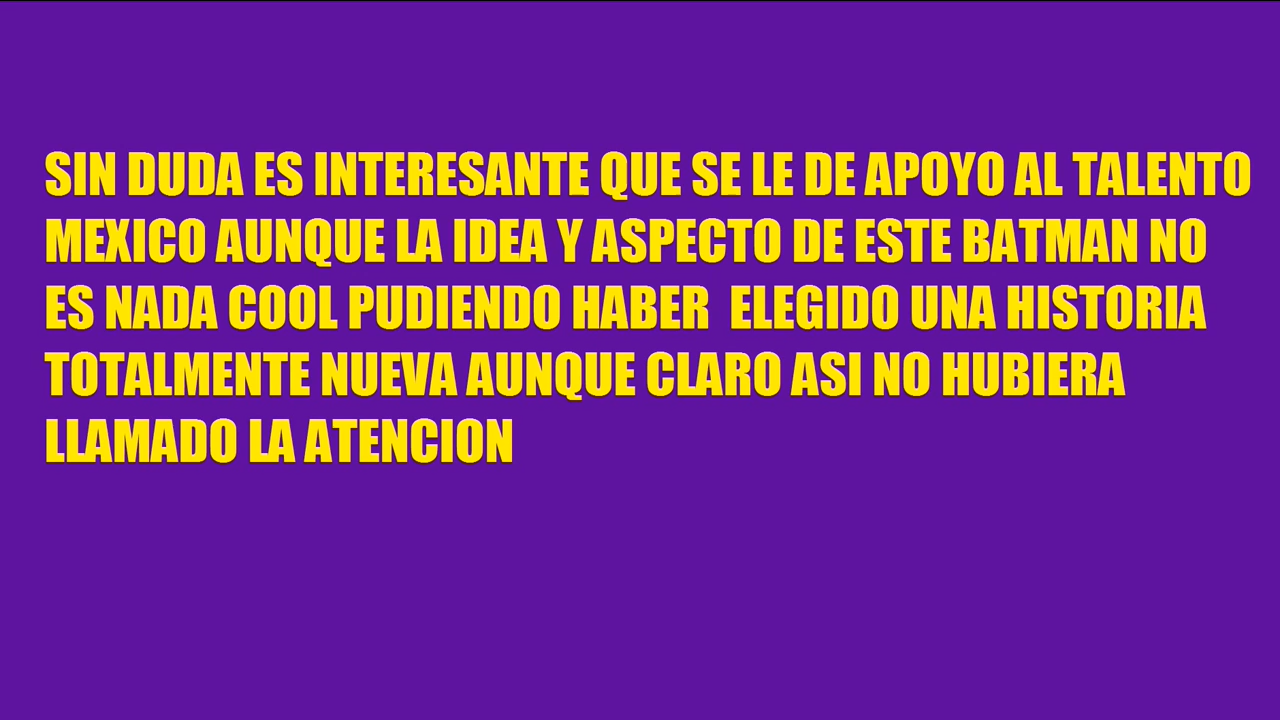 SIN DUDA ES INTERESANTE QUE SE LE DE APOYO AL TALENTO
MEXICO AUNQUE LA IDEA Y ASPECTO DE ESTE BATMAN NO
ES NADA COOL PUDIENDO HABER  ELEGIDO UNA HISTORIA
TOTALMENTE NUEVA AUNQUE CLARO ASI NO HUBIERA
LLAMADO LA ATENCION